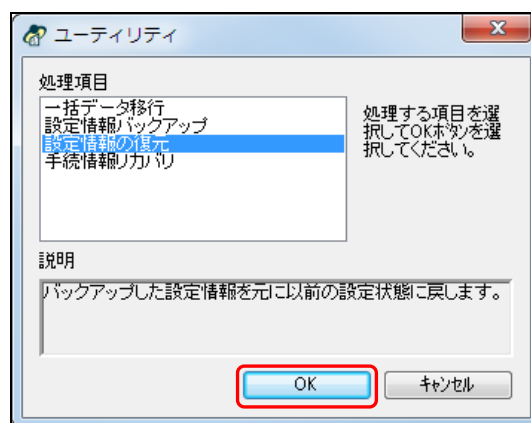 ユーティリティ
処理項目
一括データ移行
設定情報バックアップ
設定情報の復元
手続情報リカバリ
処理する項目を選
択してOKボタンを選
択してください。
説明
バックアップした設定情報を元に以前の設定状態に戻します。
OK
キャンセル